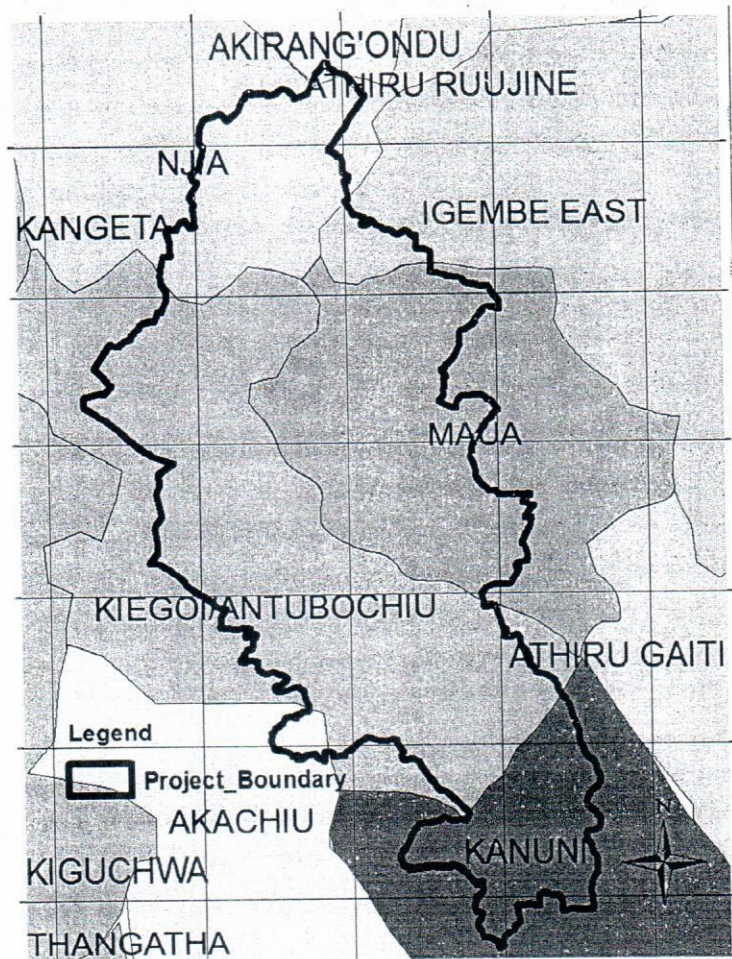 AKIRANG'ONDU
ATHIRU RUUJINE
NJIA
IGEMBE EAST
KANGETA
MAUA
KIEGOI/ANTUBOCHIU
ATHIRU GAITI
Legend
Project_Boundary
N
AKACHIU
KANUNI
KIGUCHWA
THANGATHA